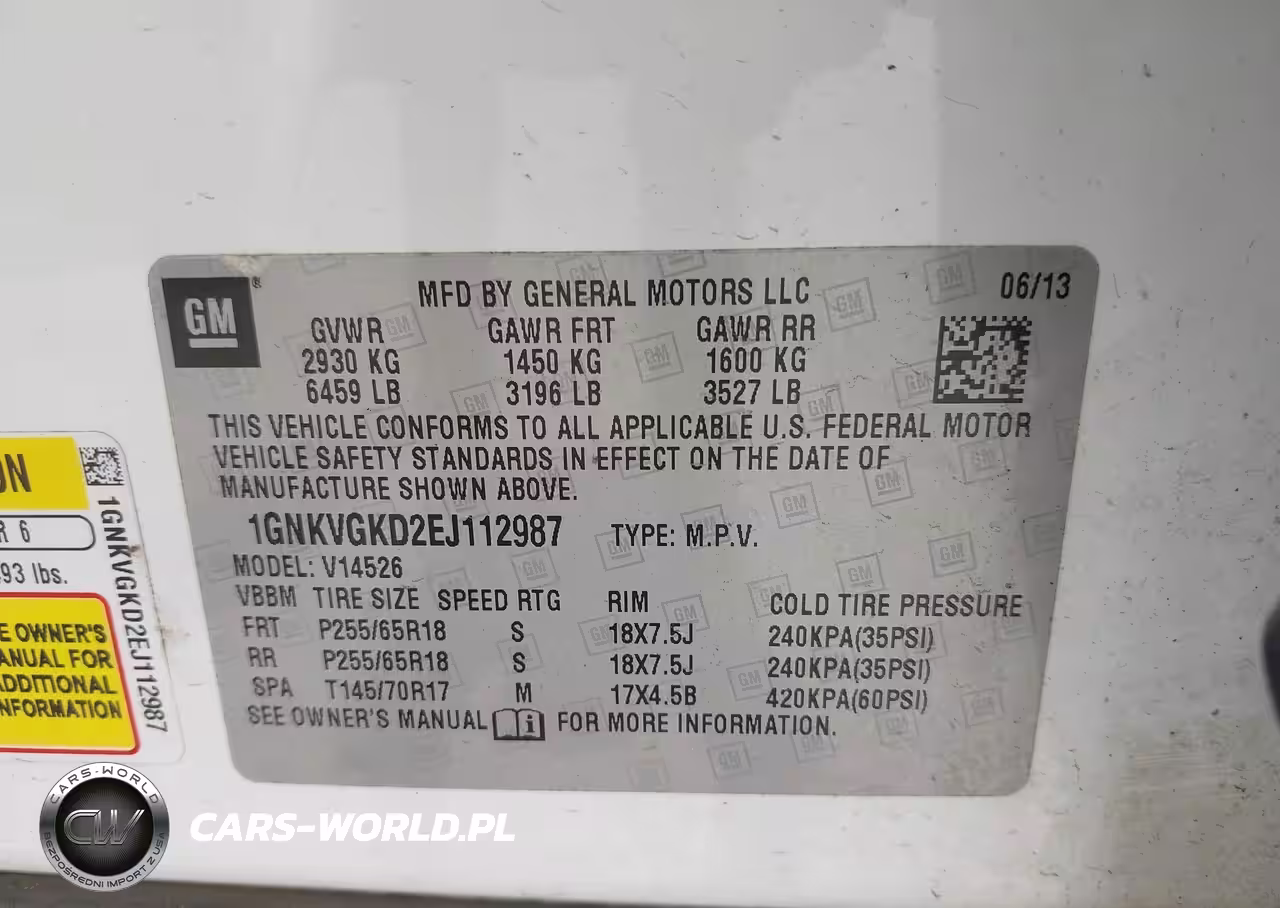 GM
MFD BY GENERAL MOTORS LLC
06/13
GVWR GAWR FRT GAWR RR
2930 KG 1450 KG 1600 KG
6459 LB 3196 LB 3527 LB
THIS VEHICLE CONFORMS TO ALL APPLICABLE U.S. FEDERAL MOTOR
VEHICLE SAFETY STANDARDS IN EFFECT ON THE DATE OF
MANUFACTURE SHOWN ABOVE.
1GNKVGKD2EJ112987 TYPE: M.P.V.
MODEL: V14526
VBBM TIRE SIZE SPEED RTG RIM COLD TIRE PRESSURE
FRT P255/65R18 S 18X7.5J 240KPA(35PSI)
RR P255/65R18 S 18X7.5J 240KPA(35PSI)
SPA T145/70R17 M 17X4.5B 420KPA(60PSI)
SEE OWNER'S MANUAL i FOR MORE INFORMATION.
ON
R 6
93 lbs.
E OWNER'S
ANUAL FOR
ADDITIONAL
NFORMATION
1GNKVGKD2EJ112987
CARS-WORLD
CW
BEZPOŚREDNI IMPORT Z USA
CARS-WORLD.PL